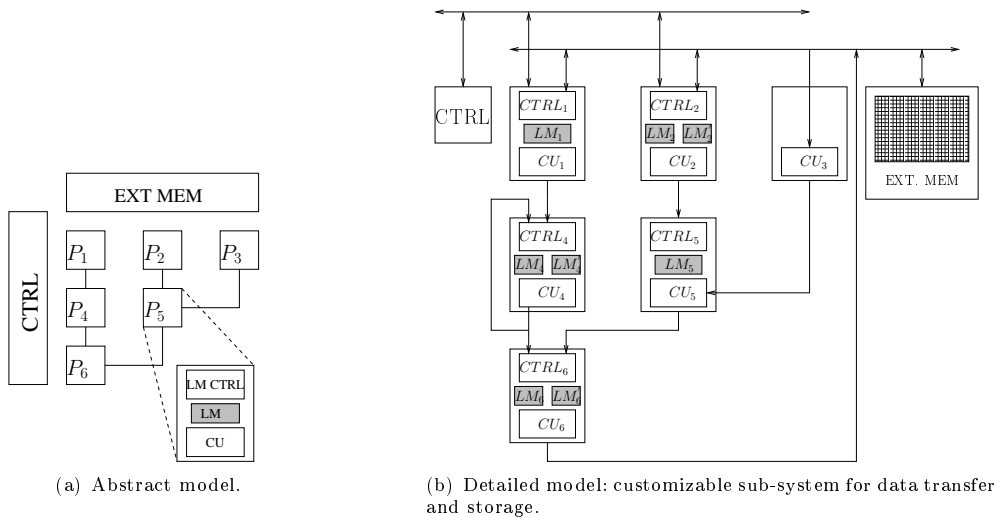 EXT MEM
CTRL
P1
P2
P3
P4
P5
P6
LM CTRL
LM
CU
(a) Abstract model.
CTRL
CTRL1
LM1
CU1
CTRL2
LM2 LM2'
CU2
CU3
EXT. MEM
CTRL4
LM4 LM4'
CU4
CTRL5
LM5
CU5
CTRL6
LM6 LM6'
CU6
(b) Detailed model: customizable sub-system for data transfer
and storage.